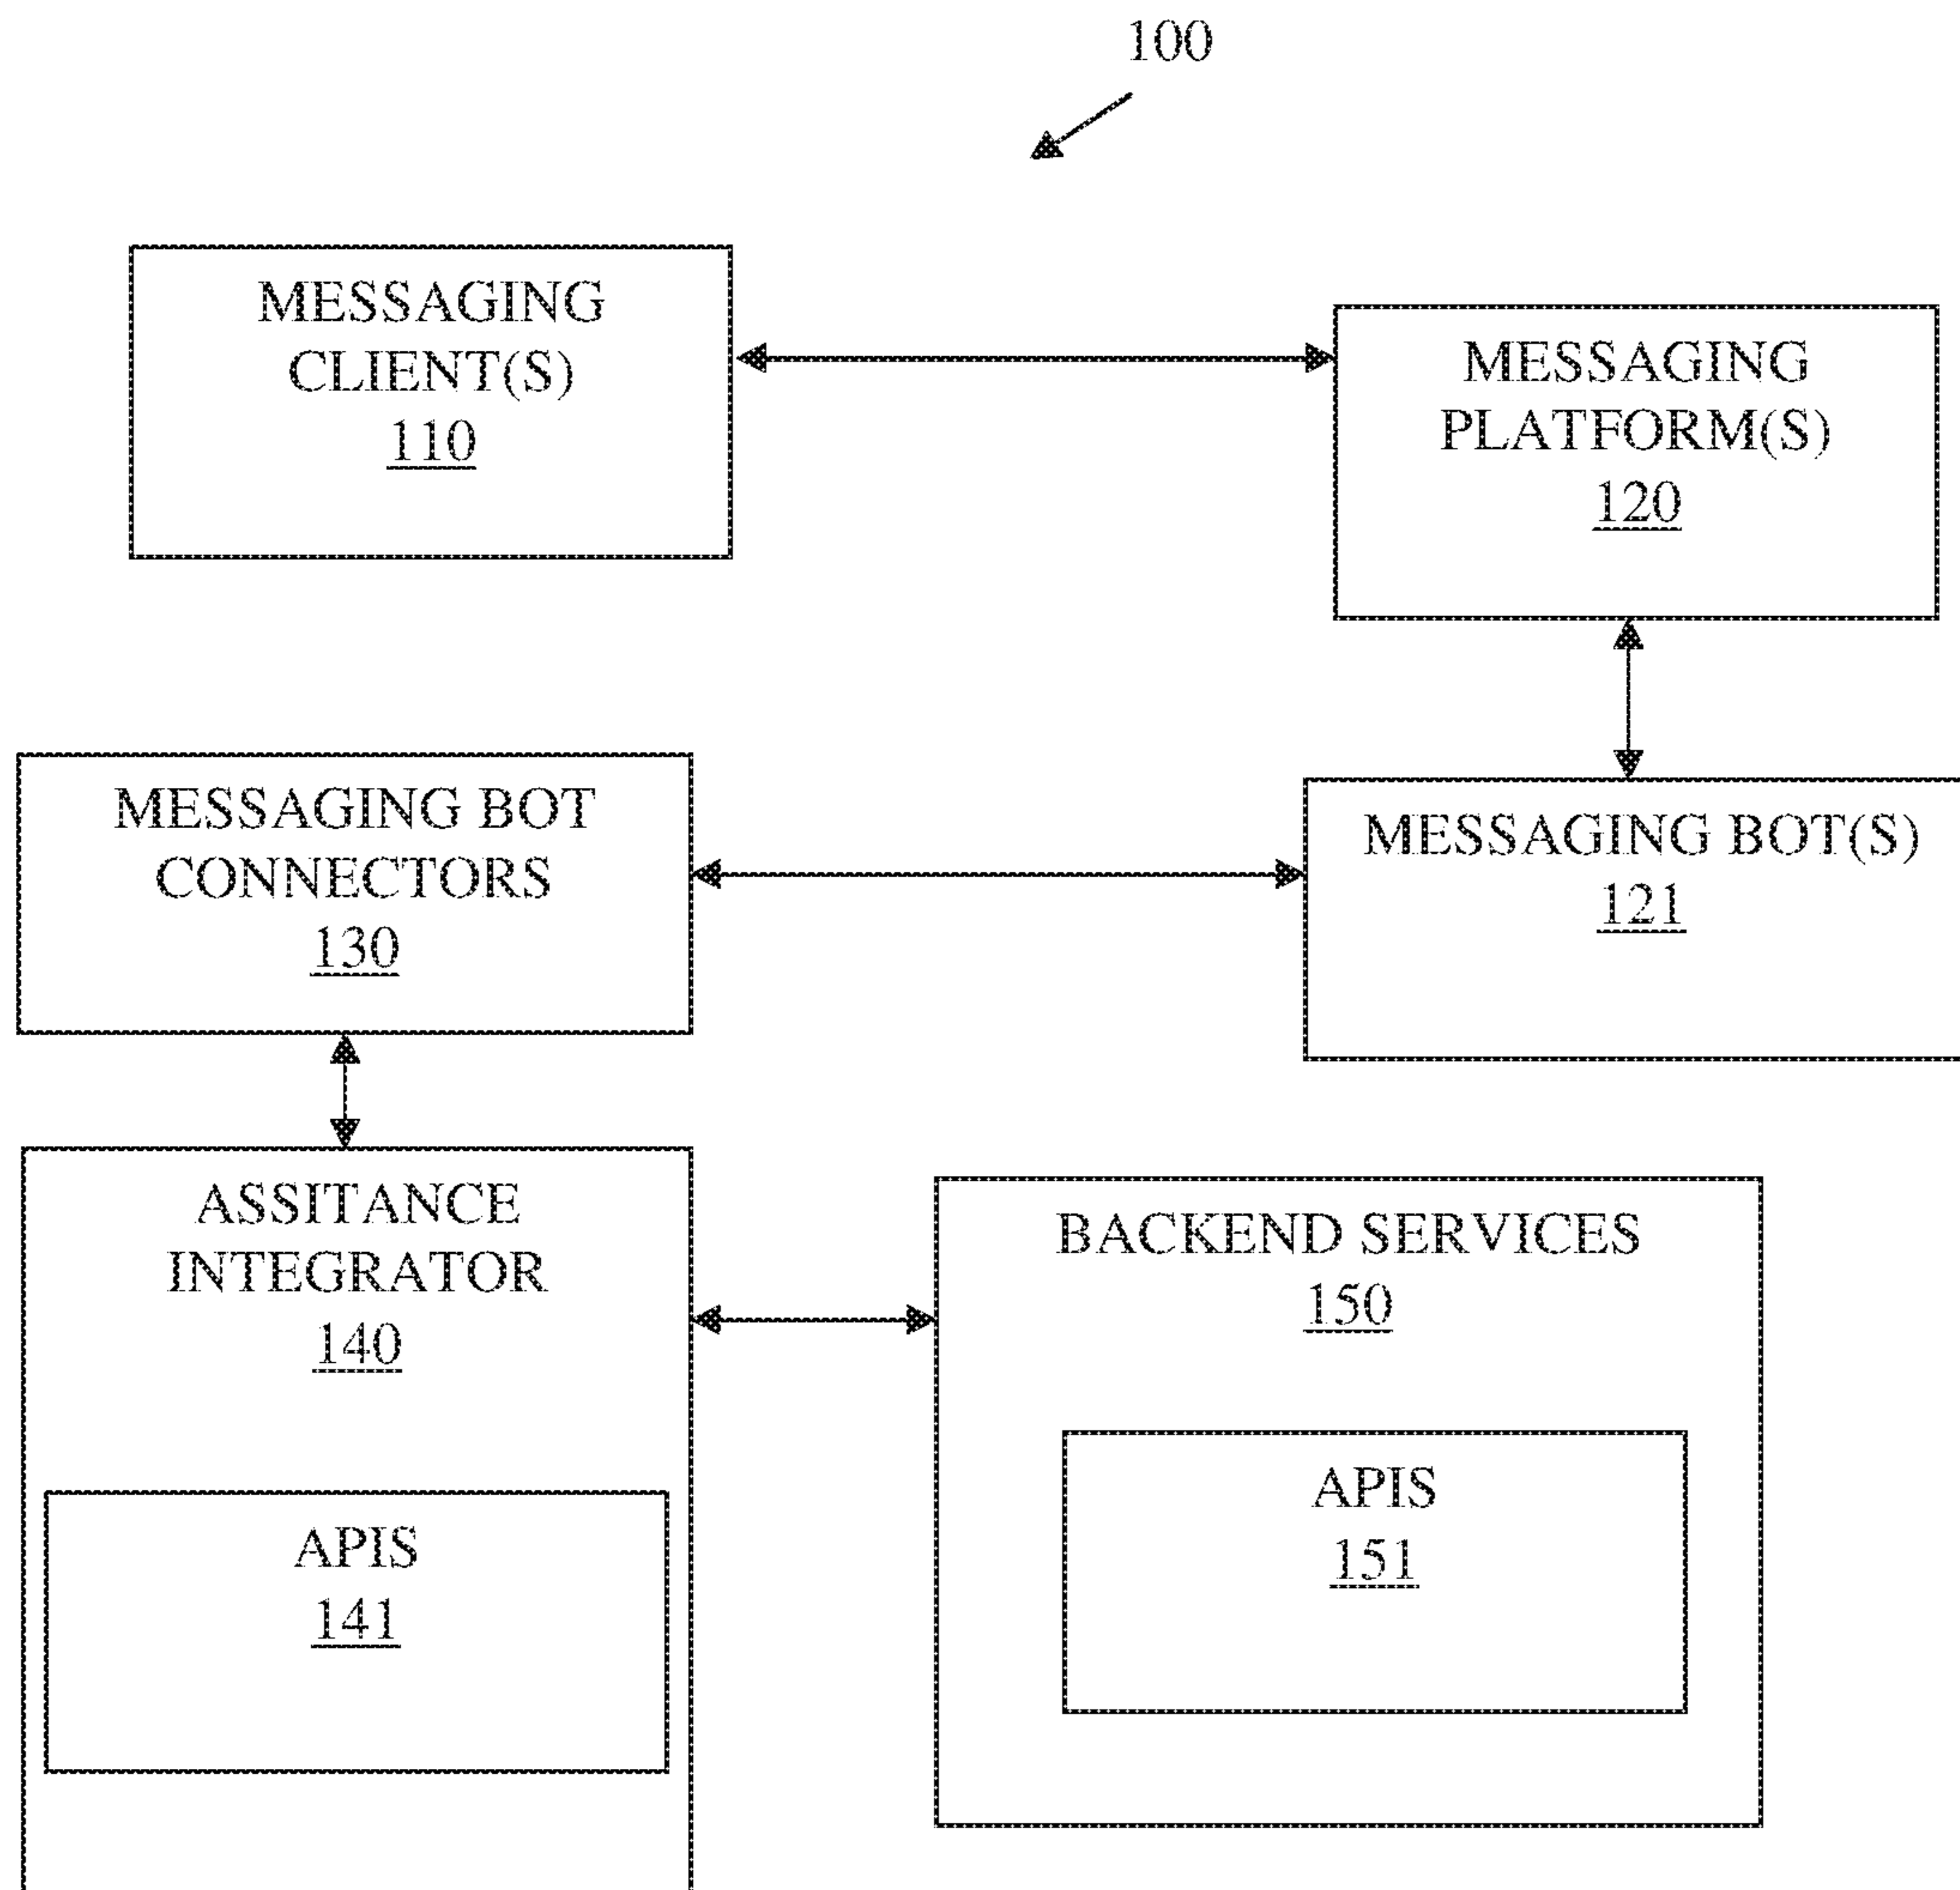 100
MESSAGING
CLIENT(S)
110
MESSAGING
PLATFORM(S)
120
MESSAGING BOT
CONNECTORS
130
MESSAGING BOT(S)
121
ASSITANCE
INTEGRATOR
140
APIS
141
BACKEND SERVICES
150
APIS
151